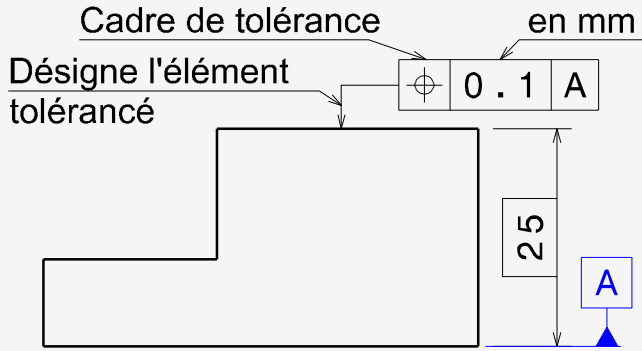 Cadre de tolérance
en mm
Désigne l'élément
tolérancé
0.1 A
25
A